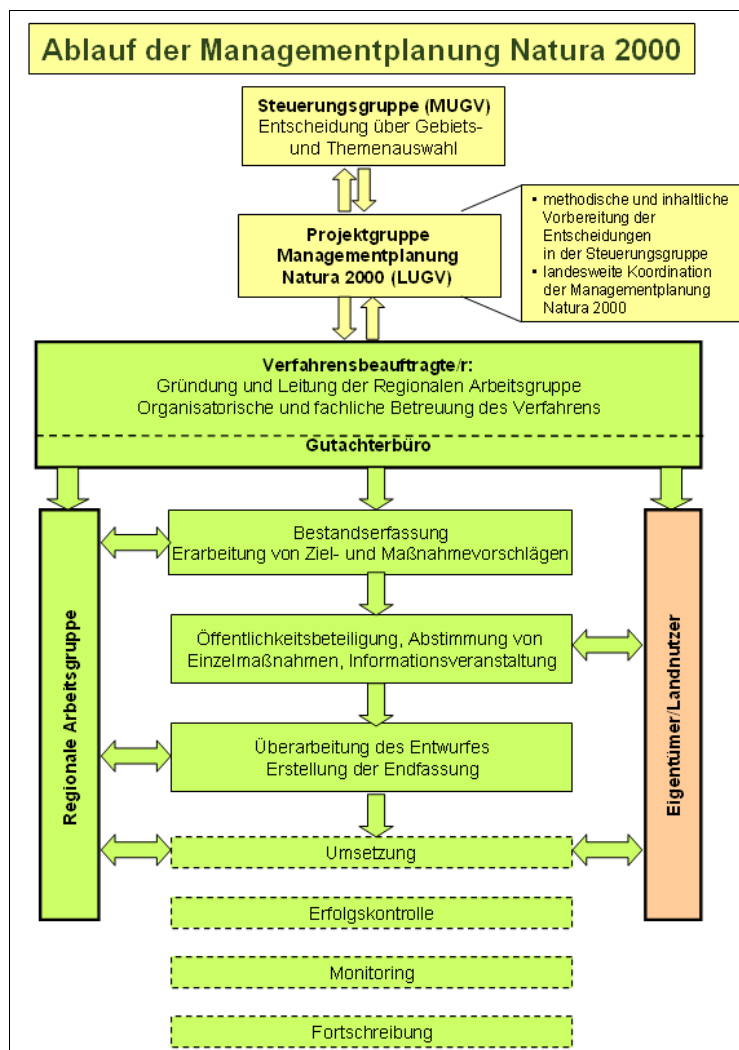 Ablauf der Managementplanung Natura 2000
Steuerungsgruppe (MUGV)
Entscheidung über Gebiets-
und Themenauswahl
Projektgruppe
Managementplanung
Natura 2000 (LUGV)
• methodische und inhaltliche
Vorbereitung der
Entscheidungen
in der Steuerungsgruppe
• landesweite Koordination
der Managementplanung
Natura 2000
Verfahrensbeauftragte/r:
Gründung und Leitung der Regionalen Arbeitsgruppe
Organisatorische und fachliche Betreuung des Verfahrens
Gutachterbüro
Regionale Arbeitsgruppe
Bestandserfassung
Erarbeitung von Ziel- und Maßnahmevorschlägen
Öffentlichkeitsbeteiligung, Abstimmung von
Einzelmaßnahmen, Informationsveranstaltung
Überarbeitung des Entwurfes
Erstellung der Endfassung
Umsetzung
Erfolgskontrolle
Monitoring
Fortschreibung
Eigentümer/Landnutzer